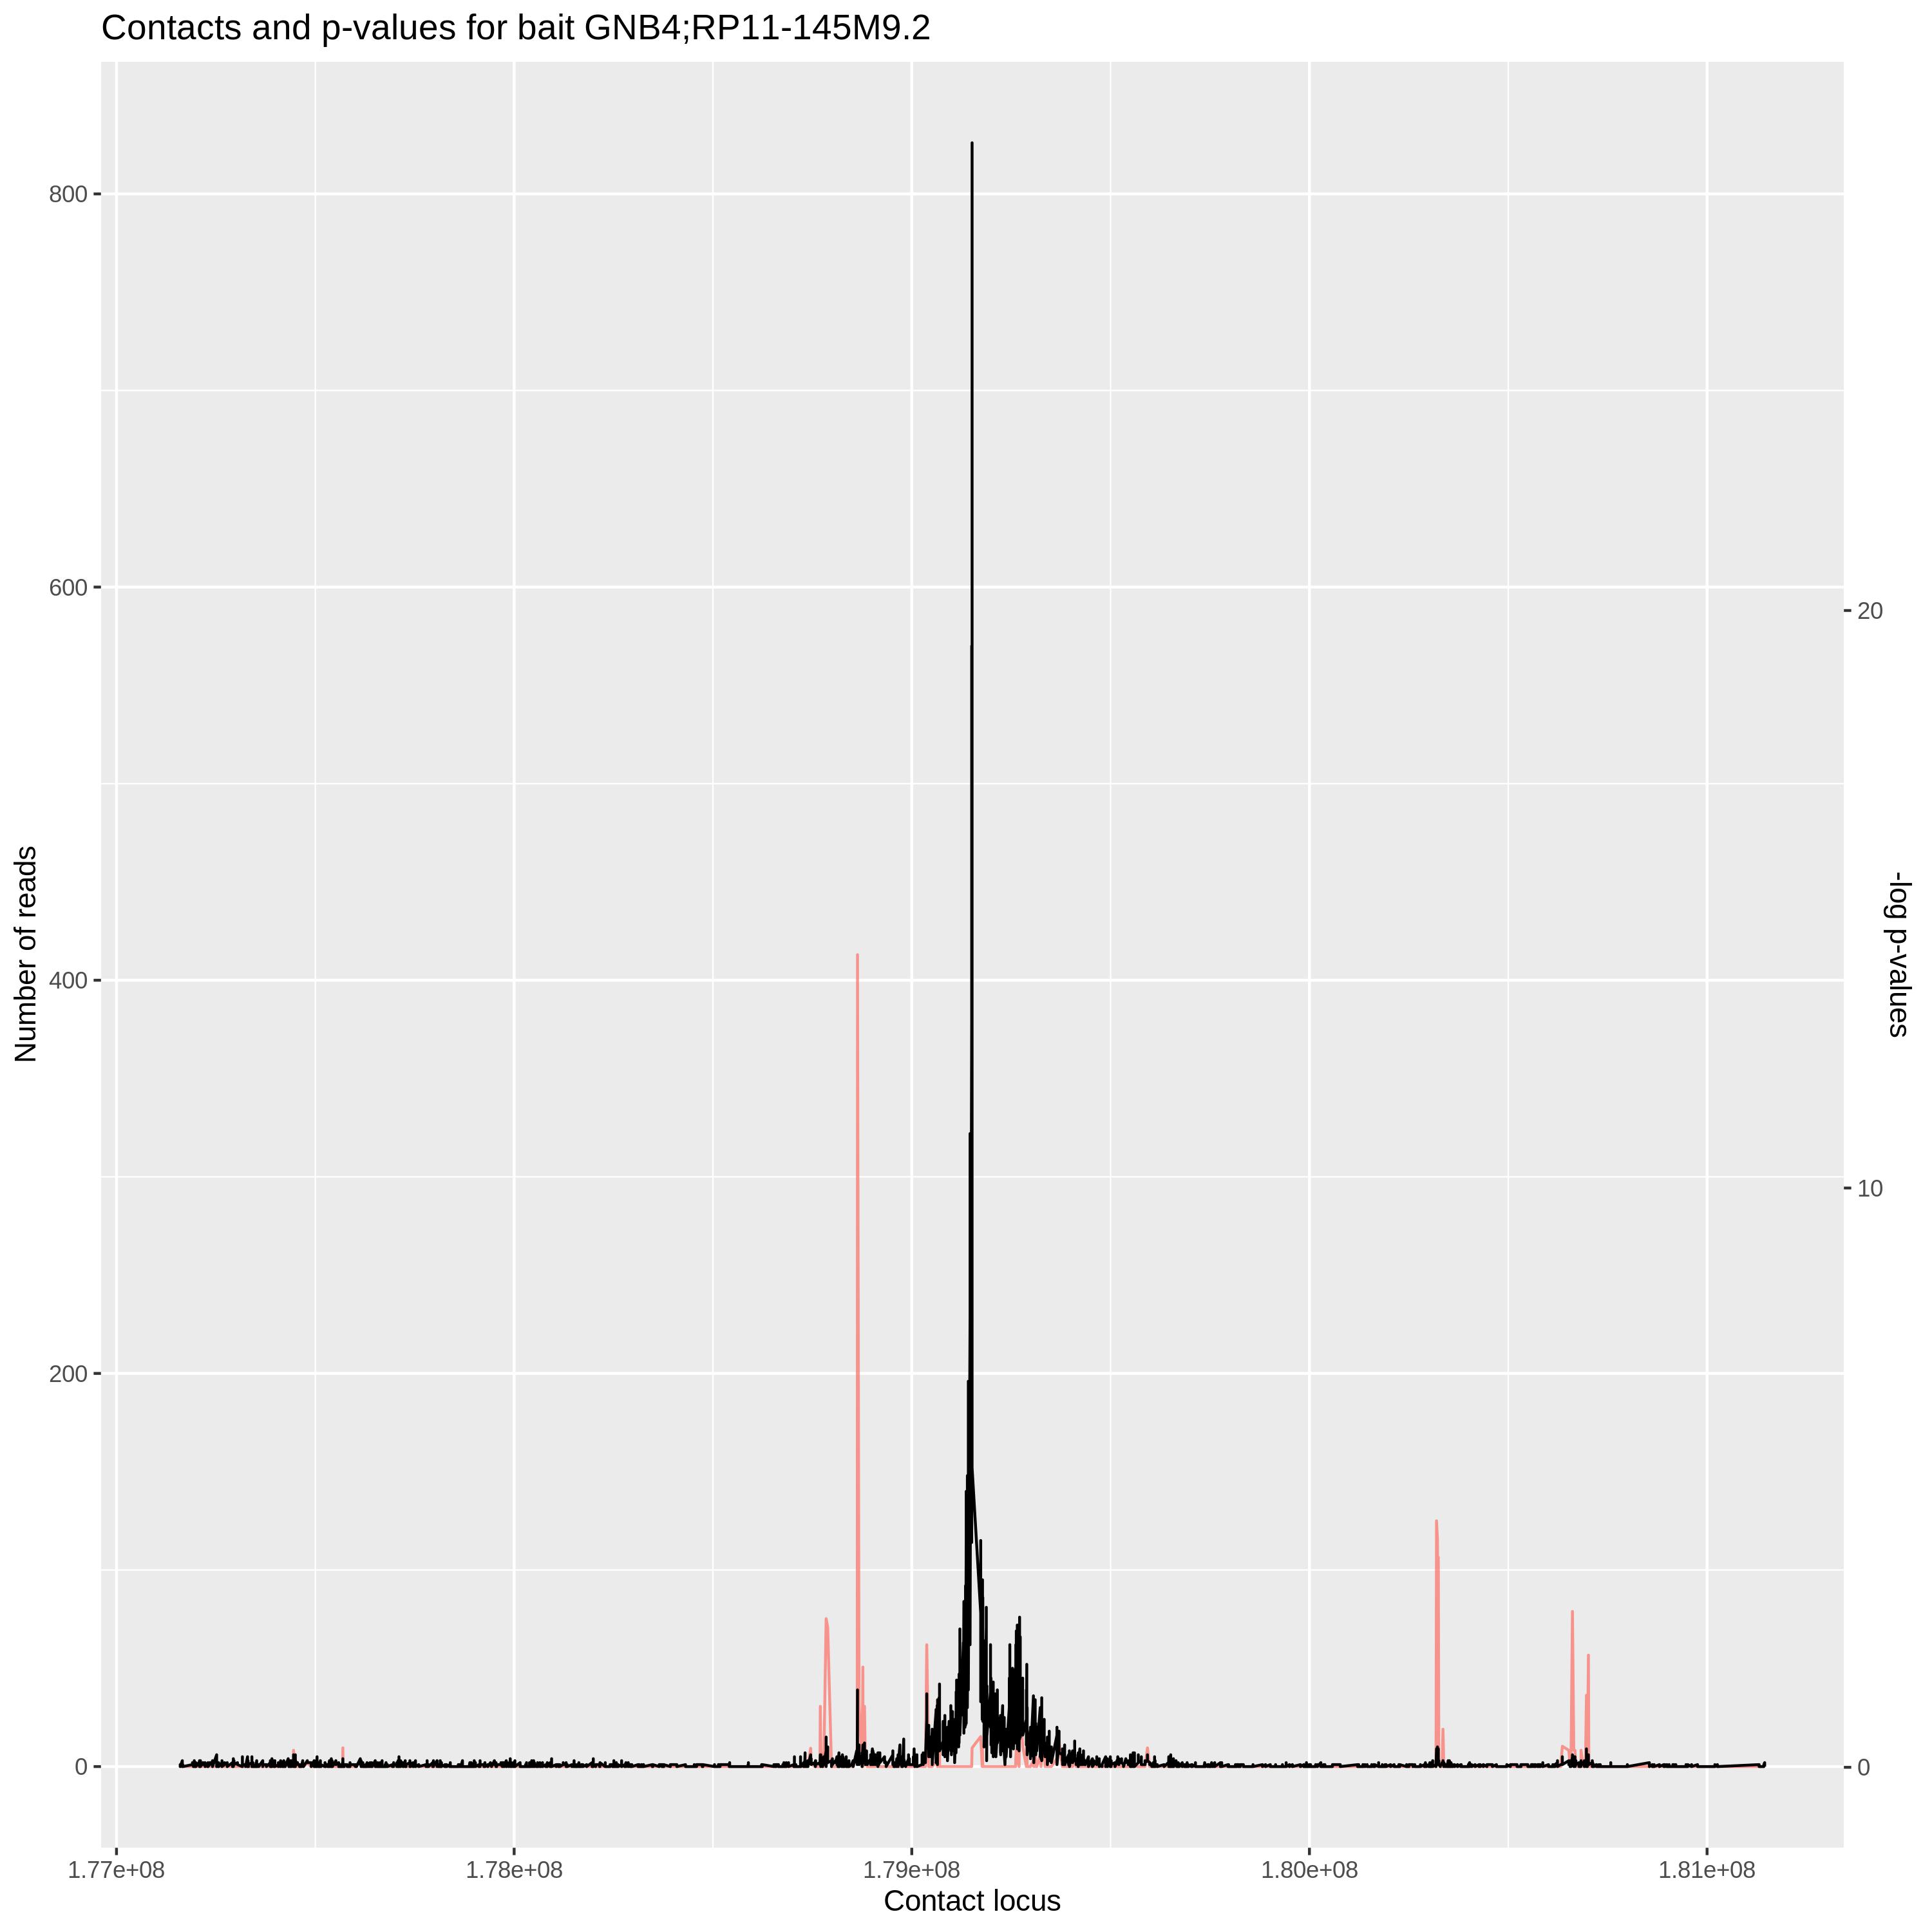 Contacts and p-values for bait GNB4;RP11-145M9.2
800
600
400
200
0
Number of reads
20
10
0
-log p-values
1.77e+08 1.78e+08 1.79e+08 1.80e+08 1.81e+08
Contact locus